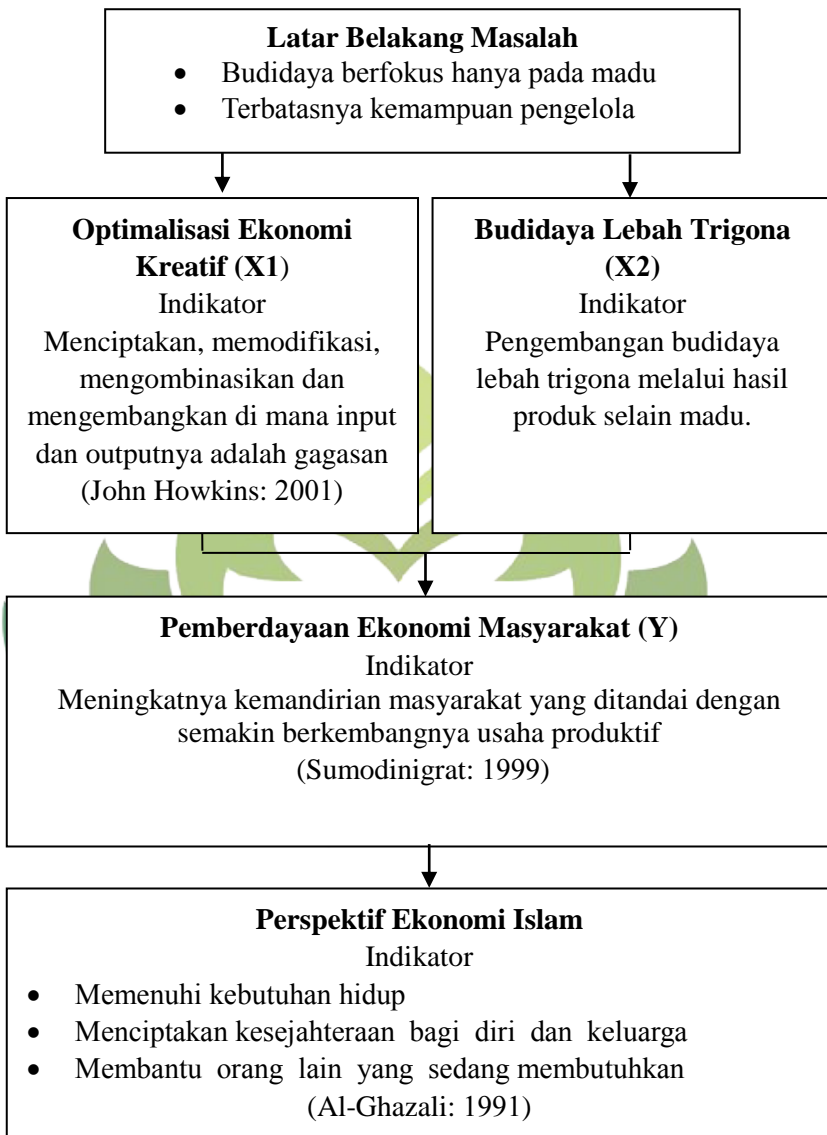 Latar Belakang Masalah
• Budidaya berfokus hanya pada madu
• Terbatasnya kemampuan pengelola
Optimalisasi Ekonomi
Kreatif (X1)
Indikator
Menciptakan, memodifikasi,
mengombinasikan dan
mengembangkan di mana input
dan outputnya adalah gagasan
(John Howkins: 2001)
Budidaya Lebah Trigona
(X2)
Indikator
Pengembangan budidaya
lebah trigona melalui hasil
produk selain madu.
Pemberdayaan Ekonomi Masyarakat (Y)
Indikator
Meningkatnya kemandirian masyarakat yang ditandai dengan
semakin berkembangnya usaha produktif
(Sumodinigrat: 1999)
Perspektif Ekonomi Islam
Indikator
• Memenuhi kebutuhan hidup
• Menciptakan kesejahteraan bagi diri dan keluarga
• Membantu orang lain yang sedang membutuhkan
(Al-Ghazali: 1991)